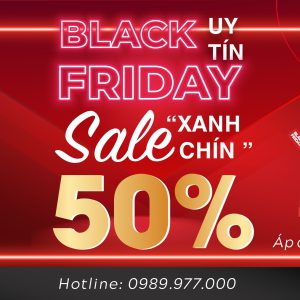 BLACK UY
FRIDAY TÍN
Sale “XANH
CHÍN ”
50%
Hotline: 0989.977.000